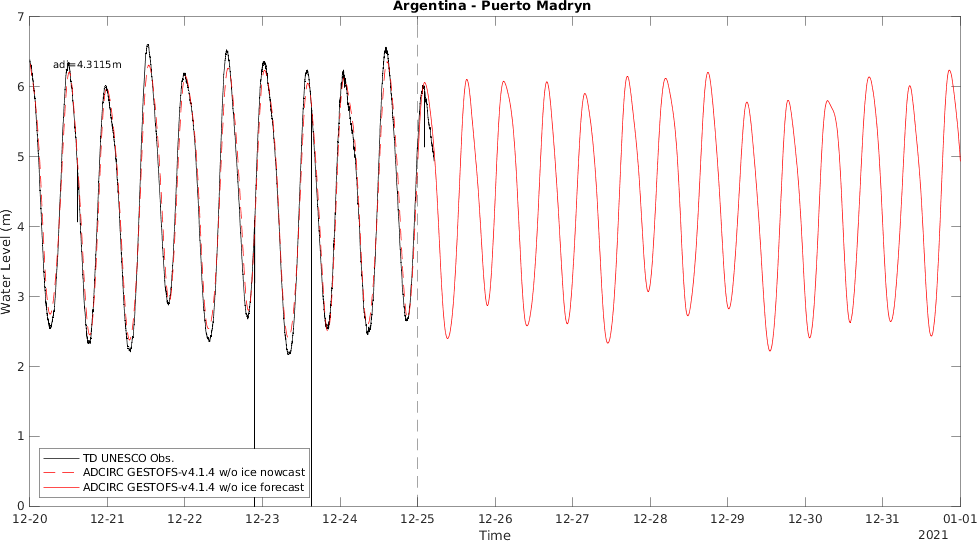 Argentina - Puerto Madryn
7
6
5
4
3
2
1
0
Water Level (m)
adj=4.3115m
TD UNESCO Obs.
ADCIRC GESTOFS-v4.1.4 w/o ice nowcast
ADCIRC GESTOFS-v4.1.4 w/o ice forecast
12-20 12-21 12-22 12-23 12-24 12-25 12-26 12-27 12-28 12-29 12-30 12-31 01-01
Time
2021